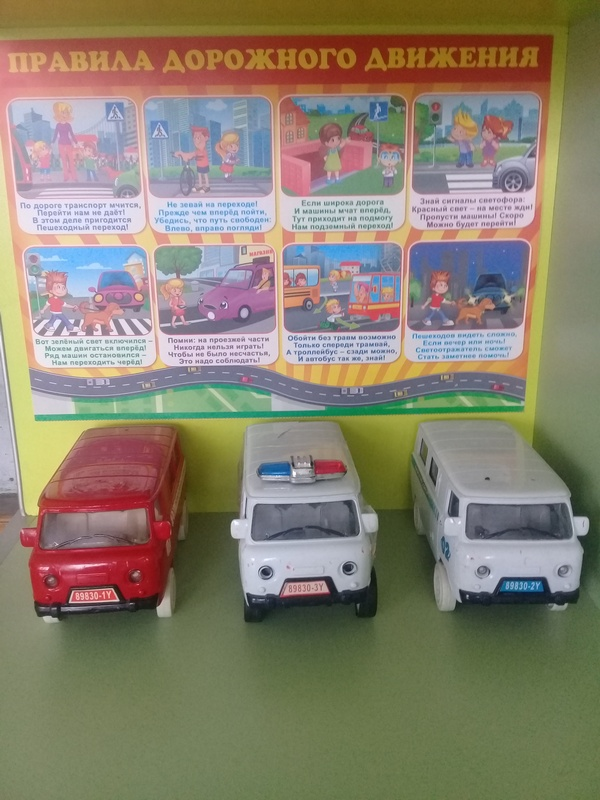 ПРАВИЛА ДОРОЖНОГО ДВИЖЕНИЯ
По дороге транспорт мчится,
Перейти нам не даёт!
В этом деле пригодится
Пешеходный переход!
Не зевай на переходе!
Прежде чем вперёд пойти,
Убедись, что путь свободен:
Влево, вправо погляди!
Если широка дорога
И машины мчат вперёд,
Тут приходит на подмогу
Нам подземный переход!
Знай сигналы светофора:
Красный свет – на месте жди!
Пропусти машины! Скоро
Можно будет перейти!
Вот зелёный свет включился –
Можем двигаться вперёд!
Ряд машин остановился –
Нам переходить черёд!
МАГАЗИН
Помни: на проезжей части
Никогда нельзя играть!
Чтобы не было несчастья,
Это надо соблюдать!
Обойти без травм возможно
Только спереди трамвай,
А троллейбус – сзади можно,
И автобус так же, знай!
Пешеходов видеть сложно,
Если вечер или ночь!
Светоотражатель сможет
Стать заметнее помочь!
89830-1Y
89830-3Y
89830-2Y
02